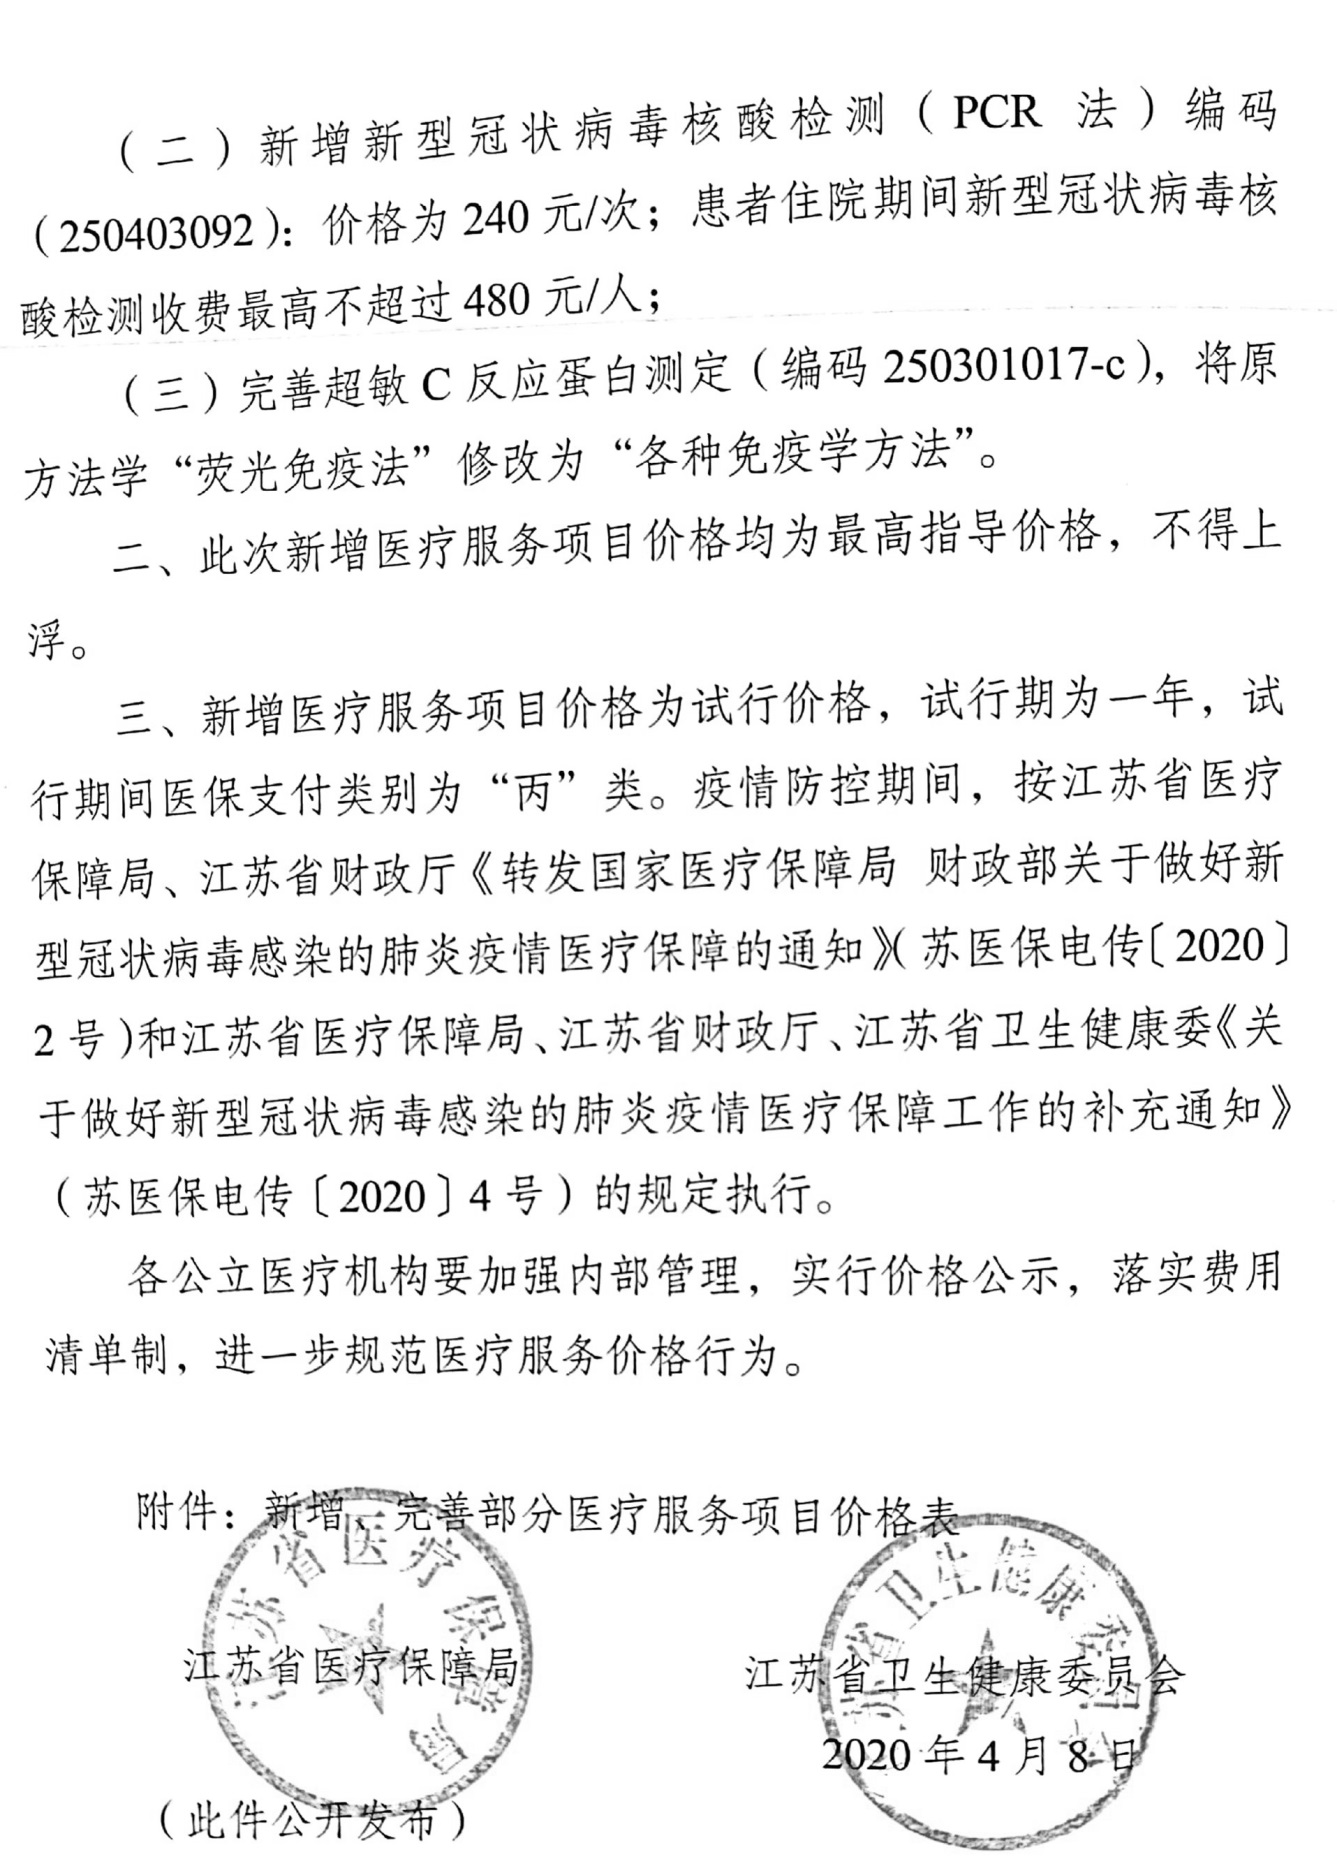 （二）新增新型冠状病毒核酸检测（PCR 法）编码
（250403092）：价格为 240 元/次；患者住院期间新型冠状病毒核
酸检测收费最高不超过 480 元/人；
（三）完善超敏 C 反应蛋白测定（编码 250301017-c），将原
方法学“荧光免疫法”修改为“各种免疫学方法”。
二、此次新增医疗服务项目价格均为最高指导价格，不得上
浮。
三、新增医疗服务项目价格为试行价格，试行期为一年，试
行期间医保支付类别为“丙”类。疫情防控期间，按江苏省医疗
保障局、江苏省财政厅《转发国家医疗保障局 财政部关于做好新
型冠状病毒感染的肺炎疫情医疗保障的通知》（苏医保电传〔2020〕
2 号）和江苏省医疗保障局、江苏省财政厅、江苏省卫生健康委《关
于做好新型冠状病毒感染的肺炎疫情医疗保障工作的补充通知》
（苏医保电传〔2020〕4 号）的规定执行。
各公立医疗机构要加强内部管理，实行价格公示，落实费用
清单制，进一步规范医疗服务价格行为。
附件：新增、完善部分医疗服务项目价格表
江苏省医疗保障局
江苏省医疗保障局 江苏省卫生健康委员会
江苏省卫生健康委员会
2020 年 4 月 8 日
（此件公开发布）